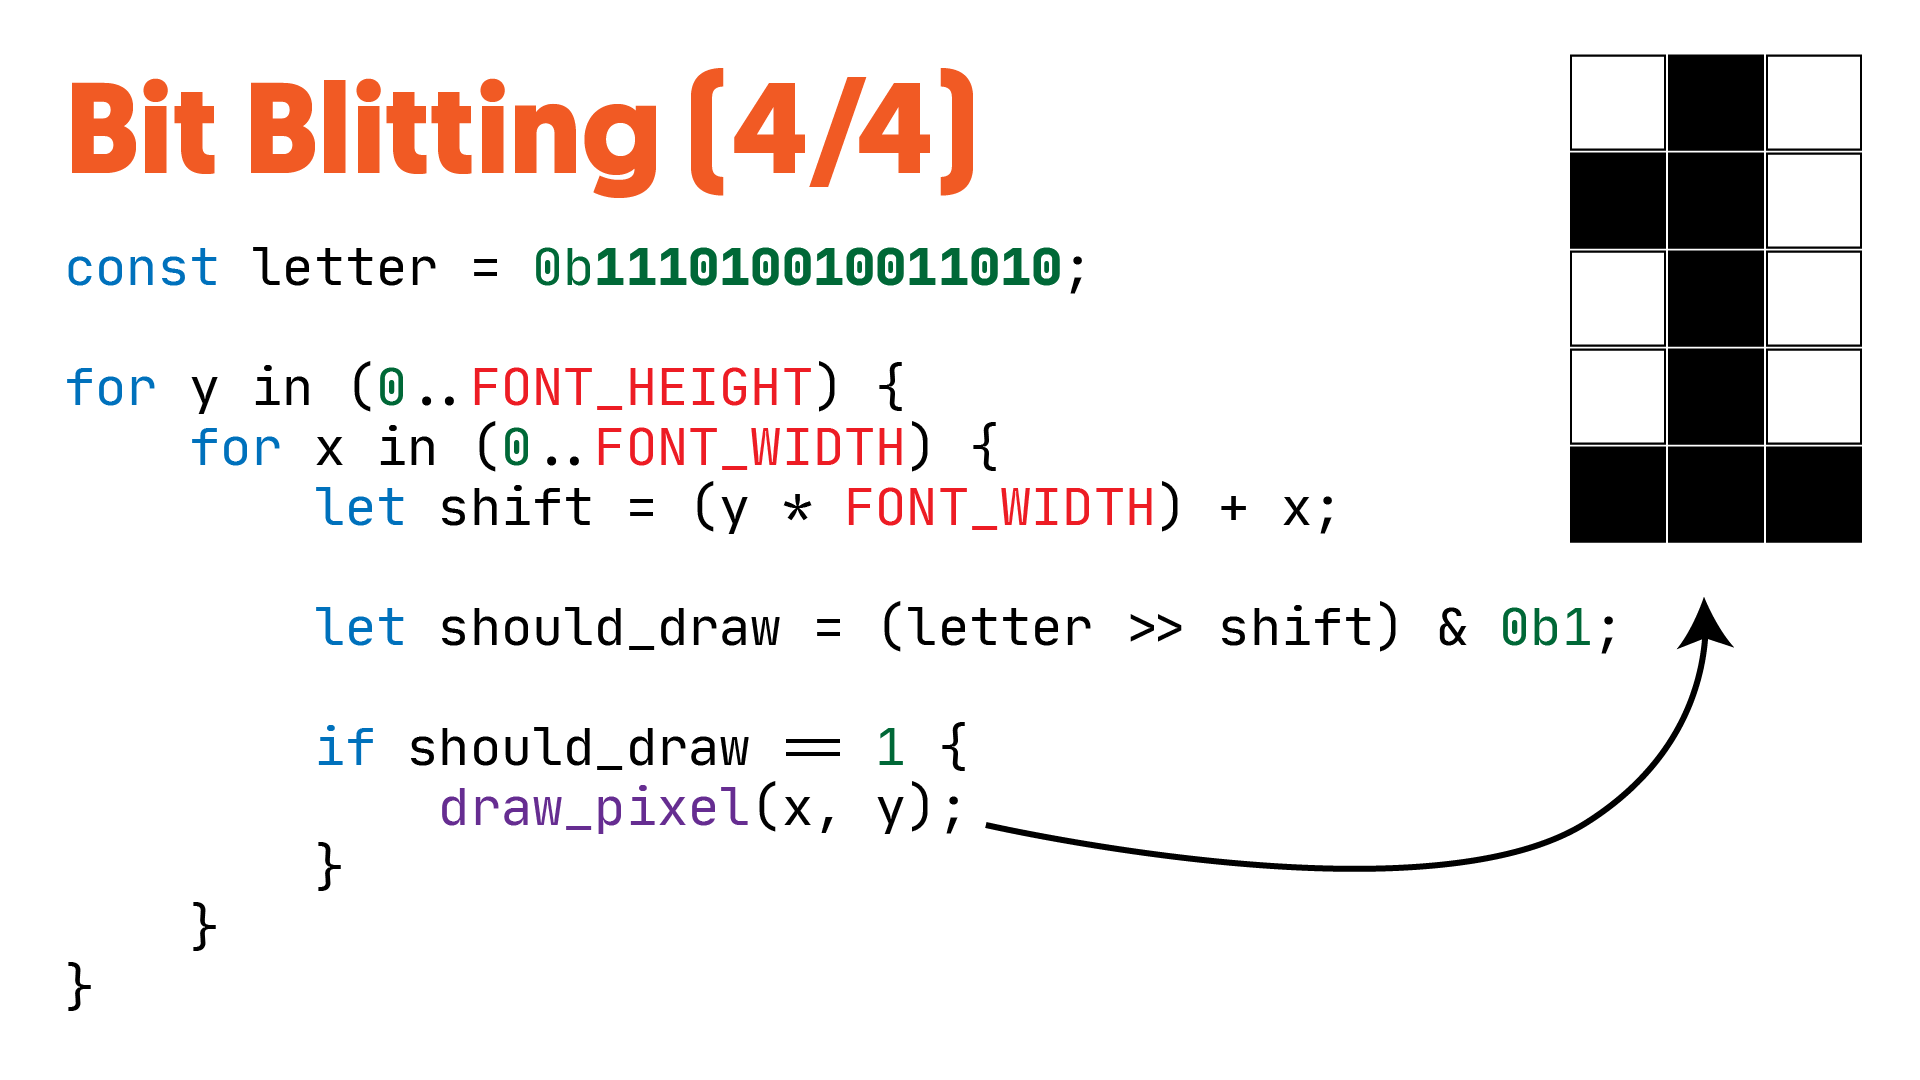 Bit Blitting (4/4)
const letter = 0b111010010011010;
for y in (0..FONT_HEIGHT) {
for x in (0..FONT_WIDTH) {
let shift = (y * FONT_WIDTH) + x;
let should_draw = (letter >> shift) & 0b1;
if should_draw == 1 {
draw_pixel(x, y);
}
}
}